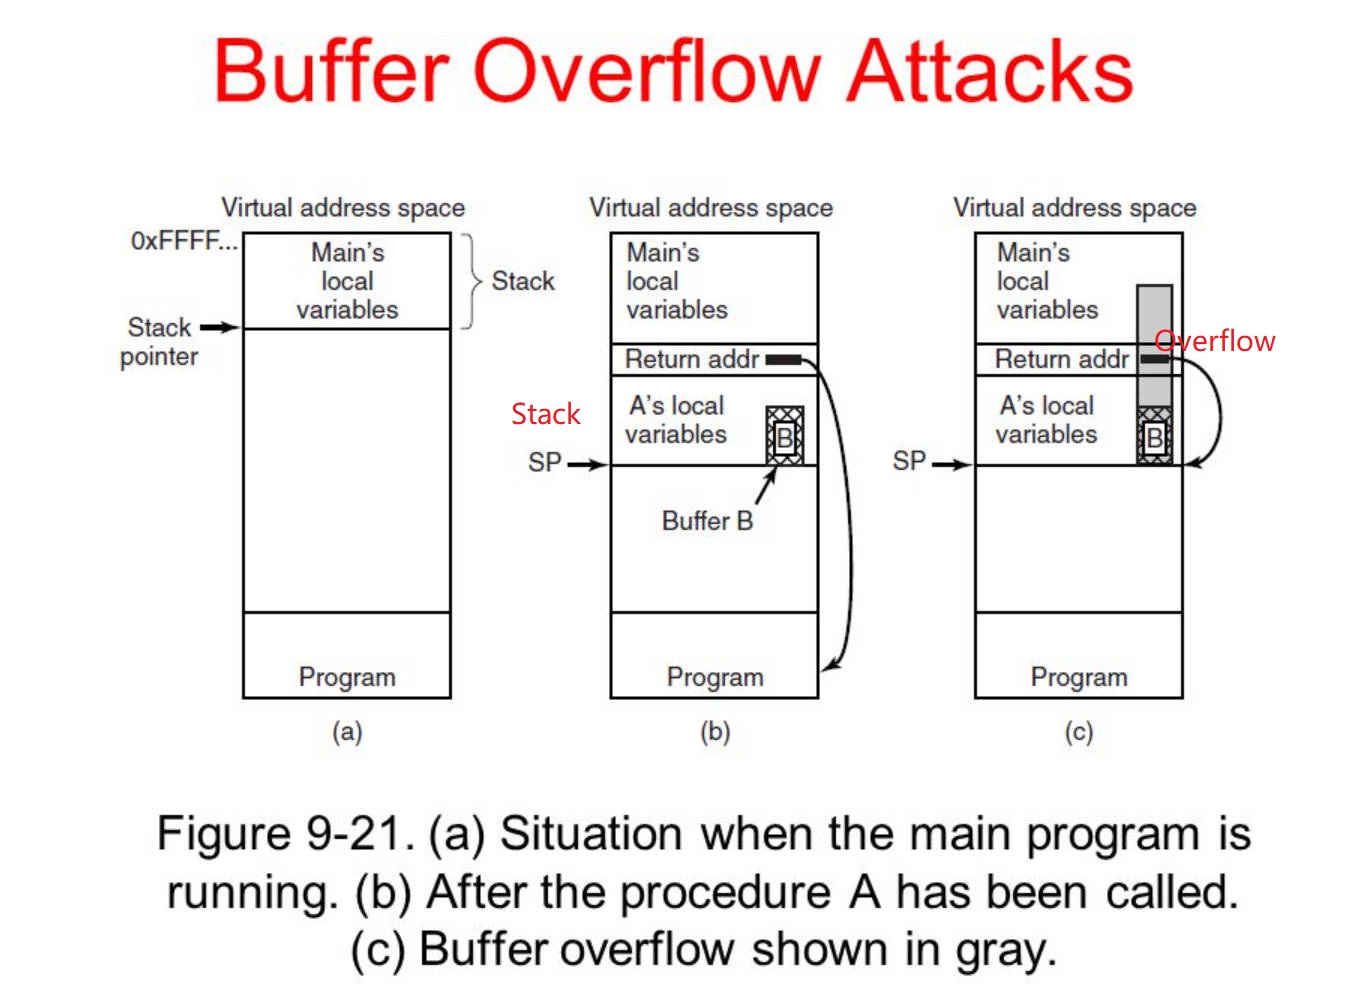 Buffer Overflow Attacks
Virtual address space
0xFFFF...
Main's
local
variables
Stack
Stack
pointer
Program
(a)
Virtual address space
Main's
local
variables
Return addr
Stack
A's local
variables
B
SP
Buffer B
Program
(b)
Virtual address space
Main's
local
variables
Overflow
Return addr
A's local
variables
B
SP
Program
(c)
Figure 9-21. (a) Situation when the main program is
running. (b) After the procedure A has been called.
(c) Buffer overflow shown in gray.